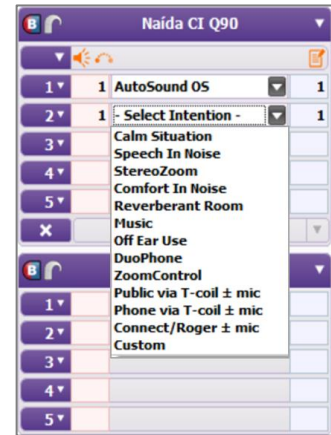 B Naída CI Q90
1 1 AutoSound OS 1
2 1 - Select Intention - 1
Calm Situation
Speech In Noise
3 StereoZoom
Comfort In Noise
4 Reverberant Room
Music
5 Off Ear Use
DuoPhone
ZoomControl
B Public via T-coil ± mic
1 Phone via T-coil ± mic
Connect/Roger ± mic
2 Custom
3
4
5